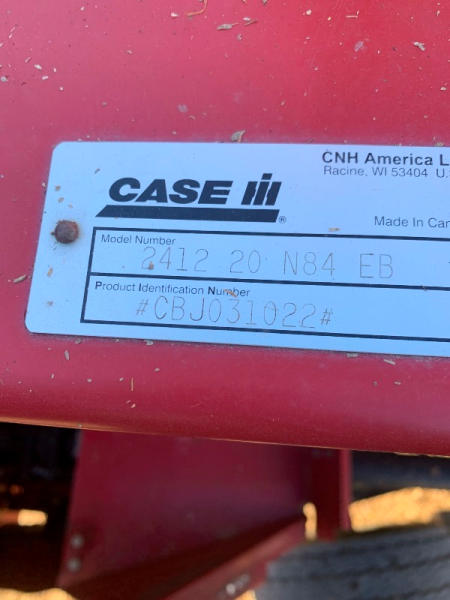 CNH America L
Racine, WI 53404 U.S
CASE IH®
Made In Can
Model Number
2412 20 N84 EB
Product Identification Number
#CBJ031022#